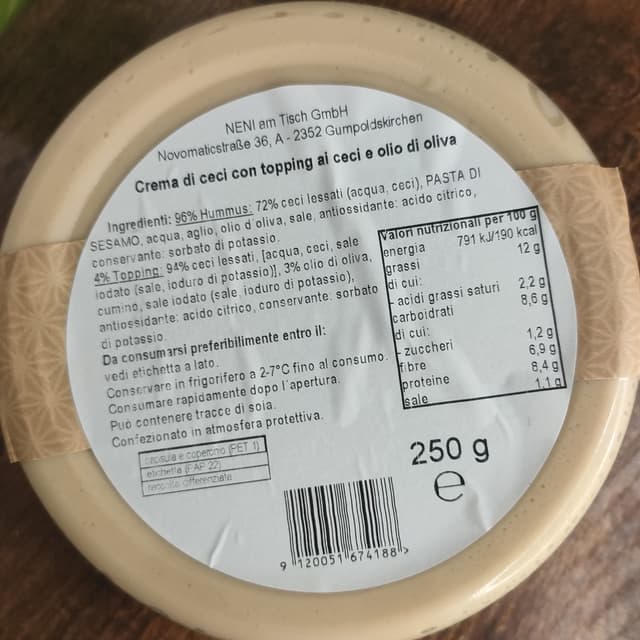 NENI am Tisch GmbH
Novomaticstraße 36, A - 2352 Gumpoldskirchen
Crema di ceci con topping ai ceci e olio di oliva
Ingredienti: 96% Hummus: 72% ceci lessati (acqua, ceci), PASTA DI
SESAMO, acqua, aglio, olio d'oliva, sale, antiossidante: acido citrico,
conservante: sorbato di potassio.
4% Topping: 94% ceci lessati, [acqua, ceci, sale
iodato (sale, ioduro di potassio)], 3% olio di oliva,
cumino, sale iodato (sale, ioduro di potassio),
antiossidante: acido citrico, conservante: sorbato
di potassio.
Da consumarsi preferibilmente entro il:
vedi etichetta a lato.
Conservare in frigorifero a 2-7°C fino al consumo.
Consumare rapidamente dopo l'apertura.
Può contenere tracce di soia.
Confezionato in atmosfera protettiva.
capsula e coperchio (PET 1)
etichetta (PAP 22)
raccolta differenziata
Valori nutrizionali per 100 g
energia 791 kJ/190 kcal
grassi 12 g
di cui:
- acidi grassi saturi 2,2 g
carboidrati 8,6 g
di cui:
- zuccheri 1,2 g
fibre 6,9 g
proteine 8,4 g
sale 1,1 g
250 g
e
9 120051 674188 >